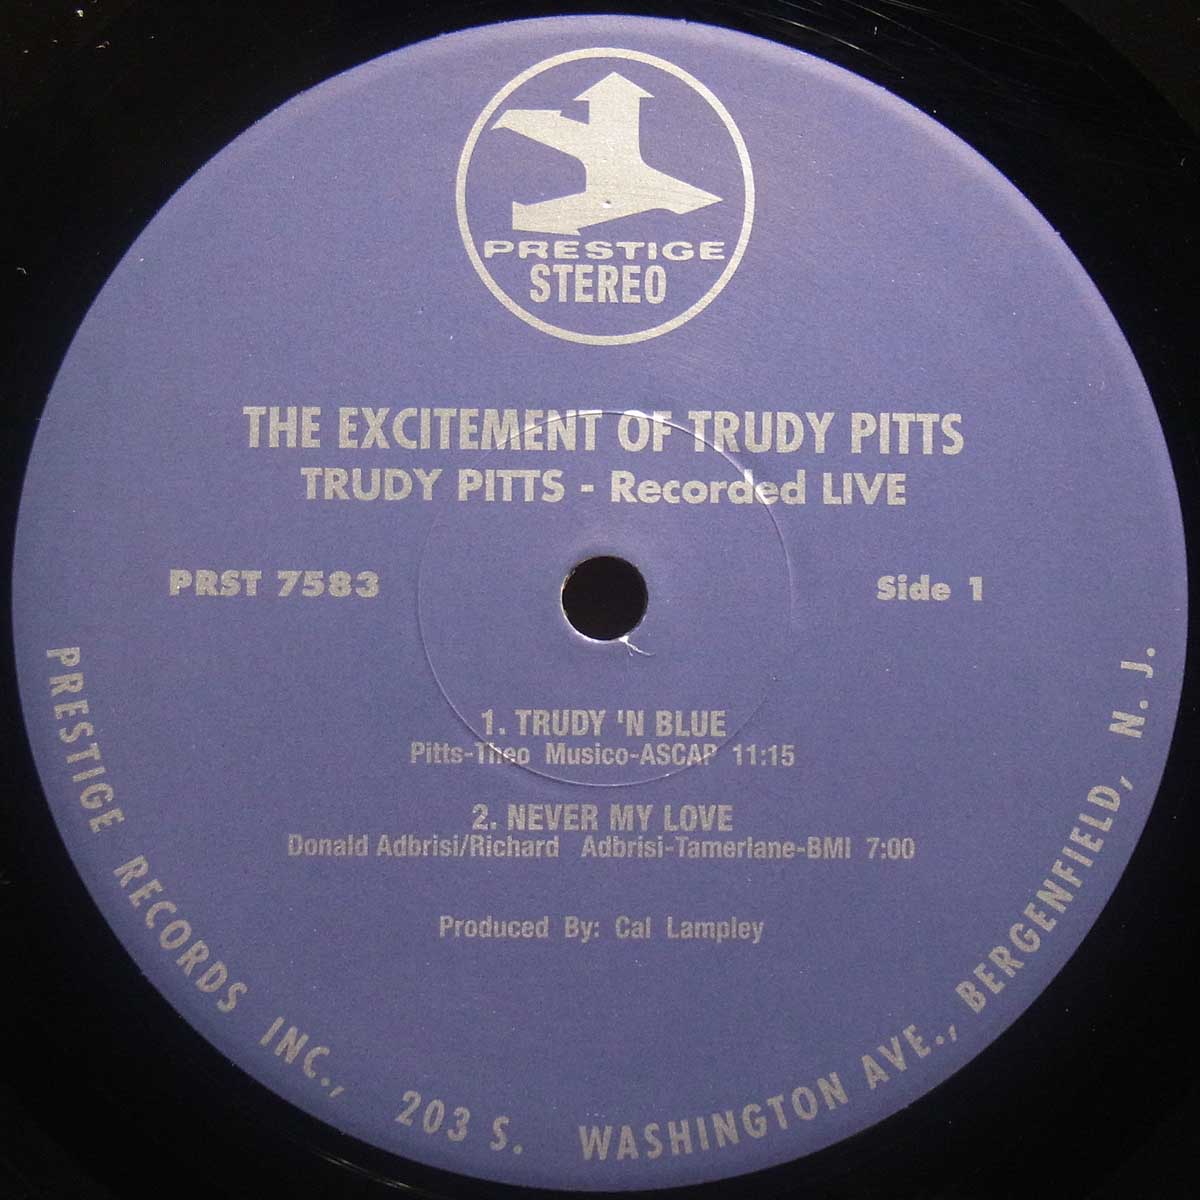 PRESTIGE
STEREO
THE EXCITEMENT OF TRUDY PITTS
TRUDY PITTS - Recorded LIVE
PRST 7583
Side 1
1. TRUDY 'N BLUE
Pitts-Theo Musico-ASCAP 11:15
2. NEVER MY LOVE
Donald Adbrisi/Richard Adbrisi-Tamerlane-BMI 7:00
Produced By: Cal Lampley
PRESTIGE RECORDS INC., 203 S. WASHINGTON AVE., BERGENFIELD, N. J.